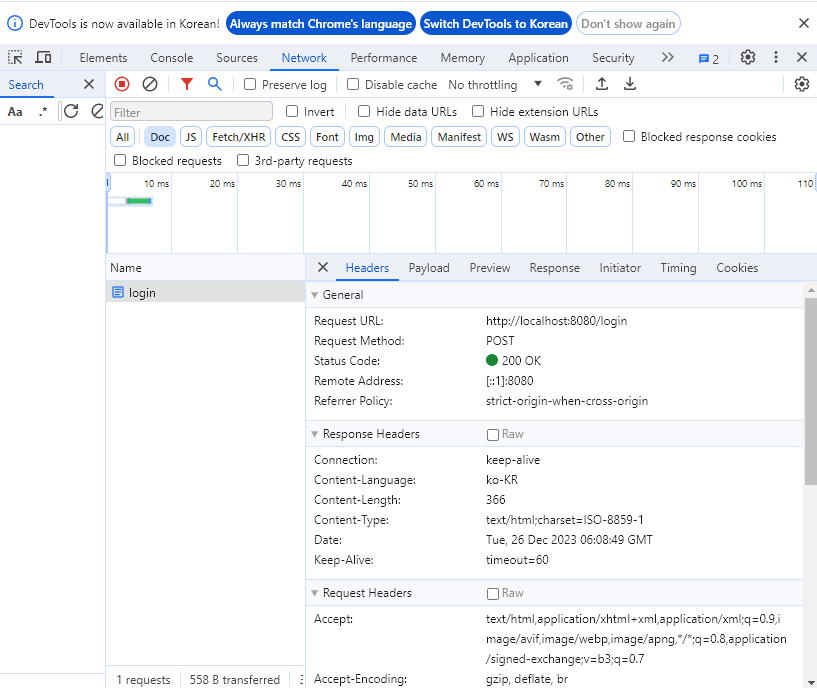 DevTools is now available in Korean! Always match Chrome's language Switch DevTools to Korean Don't show again
Elements Console Sources Network Performance Memory Application Security 2
Search Preserve log Disable cache No throttling
Aa .* Filter Invert Hide data URLs Hide extension URLs
All Doc JS Fetch/XHR CSS Font Img Media Manifest WS Wasm Other Blocked response cookies
Blocked requests 3rd-party requests
10 ms 20 ms 30 ms 40 ms 50 ms 60 ms 70 ms 80 ms 90 ms 100 ms 110
Name Headers Payload Preview Response Initiator Timing Cookies
login
General
Request URL: http://localhost:8080/login
Request Method: POST
Status Code: 200 OK
Remote Address: [::1]:8080
Referrer Policy: strict-origin-when-cross-origin
Response Headers Raw
Connection: keep-alive
Content-Language: ko-KR
Content-Length: 366
Content-Type: text/html;charset=ISO-8859-1
Date: Tue, 26 Dec 2023 06:08:49 GMT
Keep-Alive: timeout=60
Request Headers Raw
Accept: text/html,application/xhtml+xml,application/xml;q=0.9,i
mage/avif,image/webp,image/apng,*/*;q=0.8,application
/signed-exchange;v=b3;q=0.7
Accept-Encoding: gzip, deflate, br
1 requests 558 B transferred